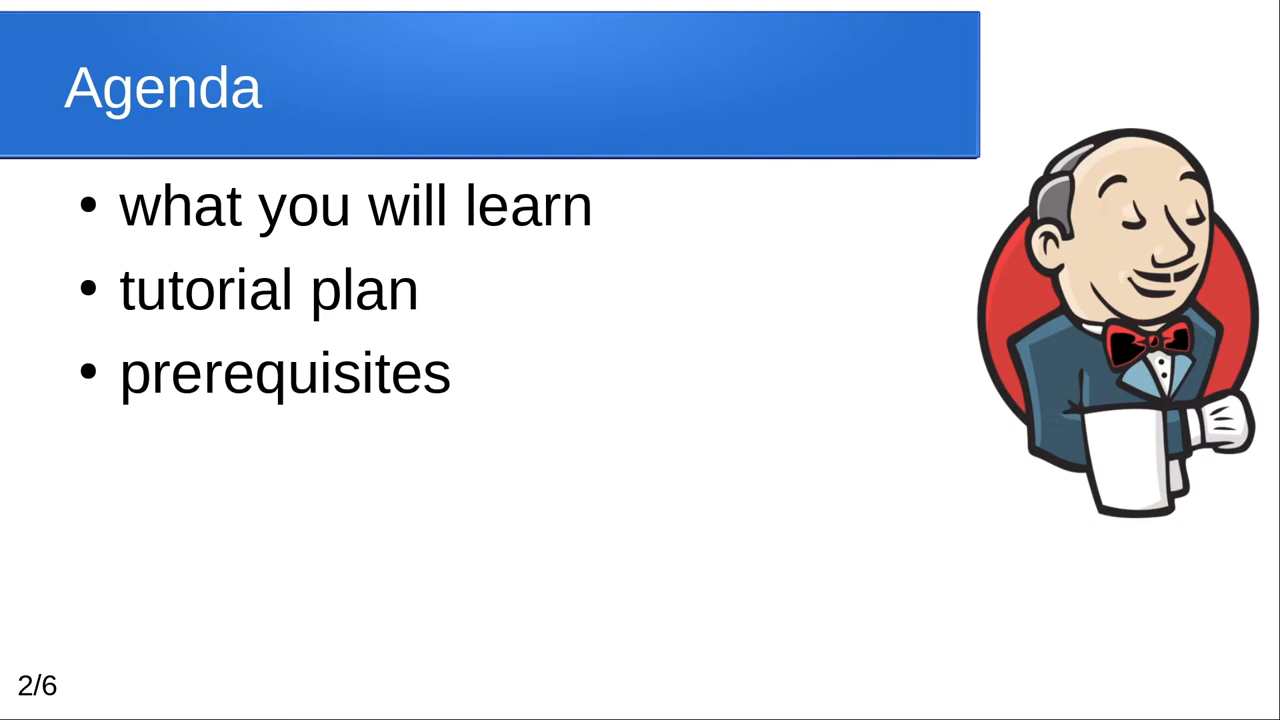 Agenda
• what you will learn
• tutorial plan
• prerequisites
2/6